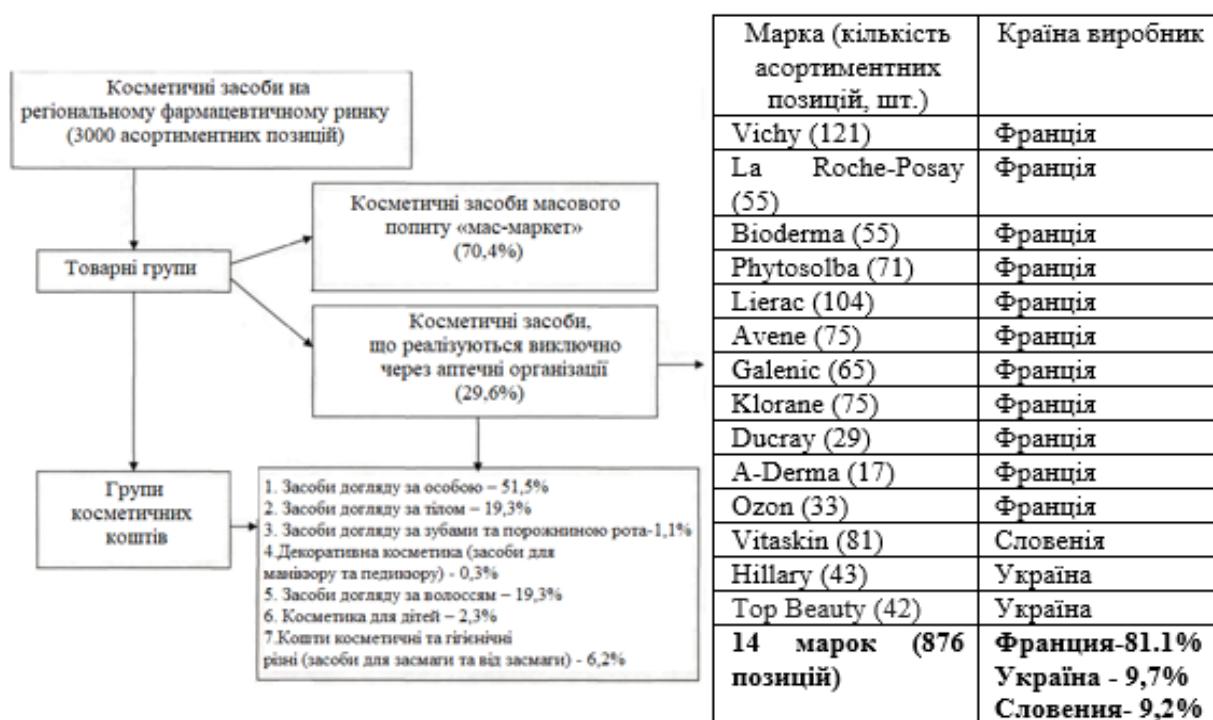 Косметичні засоби на
регіональному фармацевтичному ринку
(3000 асортиментних позицій)
Товарні групи
Косметичні засоби масового
попиту «мас-маркет»
(70,4%)
Косметичні засоби,
що реалізуються виключно
через аптечні організації
(29,6%)
Групи
косметичних
коштів
1. Засоби догляду за особою – 51,5%
2. Засоби догляду за тілом – 19,3%
3. Засоби догляду за зубами та порожниною рота-1,1%
4.Декоративна косметика (засоби для
манікюру та педикюру) - 0,3%
5. Засоби догляду за волоссям – 19,3%
6. Косметика для дітей – 2,3%
7.Кошти косметичні та гігієнічні
різні (засоби для засмаги та від засмаги) - 6,2%
Марка (кількість
асортиментних
позицій, шт.)
Країна виробник
Vichy (121)
Франція
La Roche-Posay
(55)
Франція
Bioderma (55)
Франція
Phytosolba (71)
Франція
Lierac (104)
Франція
Avene (75)
Франція
Galenic (65)
Франція
Klorane (75)
Франція
Ducray (29)
Франція
A-Derma (17)
Франція
Ozon (33)
Франція
Vitaskin (81)
Словенія
Hillary (43)
Україна
Top Beauty (42)
Україна
14 марок (876
позицій)
Франция-81.1%
Україна - 9,7%
Словения- 9,2%